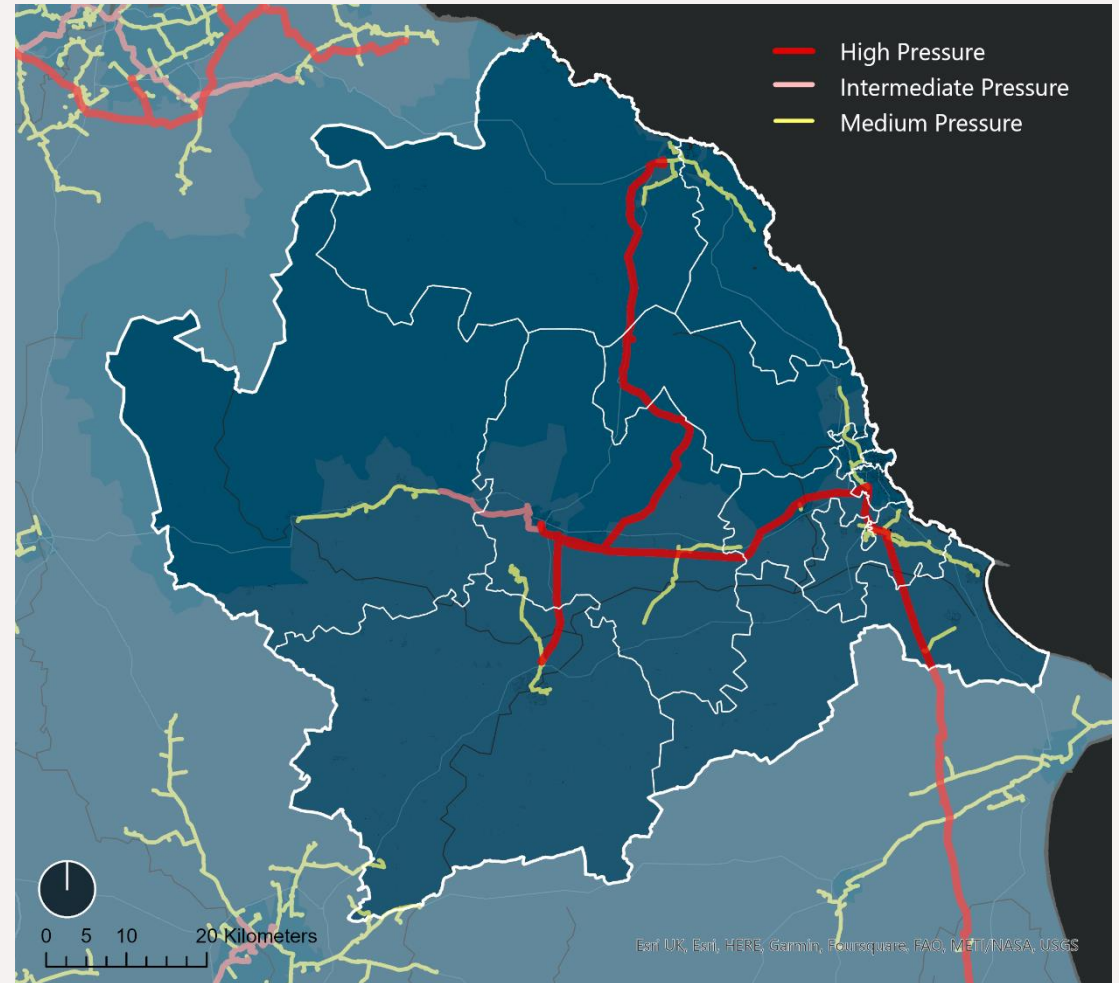 High Pressure
Intermediate Pressure
Medium Pressure
0 5 10 20 Kilometers
Esri UK, Esri, HERE, Garmin, Foursquare, FAO, METI/NASA, USGS